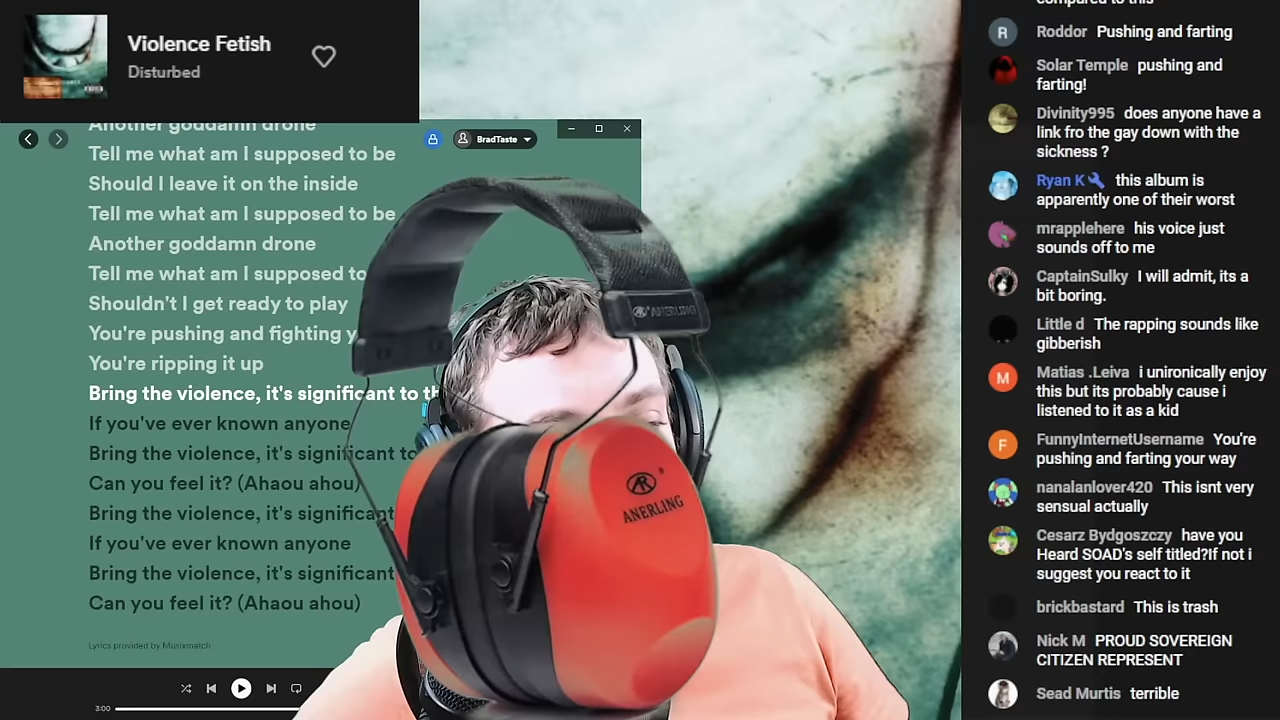 Violence Fetish
Disturbed
Another goddamn drone
Tell me what am I supposed to be
Should I leave it on the inside
Tell me what am I supposed to be
Another goddamn drone
Tell me what am I supposed to
Shouldn't I get ready to play
You're pushing and fighting y
You're ripping it up
Bring the violence, it's significant to th
If you've ever known anyone
Bring the violence, it's significant to
Can you feel it? (Ahaou ahou)
Bring the violence, it's significant
If you've ever known anyone
Bring the violence, it's significant
Can you feel it? (Ahaou ahou)
Lyrics provided by Musixmatch
3:00
BradTaste
ANERLING
ANERLING
compared to this
R
Roddor Pushing and farting
Solar Temple pushing and
farting!
Divinity995 does anyone have a
link fro the gay down with the
sickness ?
Ryan K this album is
apparently one of their worst
mrapplehere his voice just
sounds off to me
CaptainSulky I will admit, its a
bit boring.
Little d The rapping sounds like
gibberish
M
Matias .Leiva i unironically enjoy
this but its probably cause i
listened to it as a kid
F
FunnyInternetUsername You're
pushing and farting your way
nanalanlover420 This isnt very
sensual actually
Cesarz Bydgoszczy have you
Heard SOAD's self titled?If not i
suggest you react to it
brickbastard This is trash
Nick M PROUD SOVEREIGN
CITIZEN REPRESENT
Sead Murtis terrible